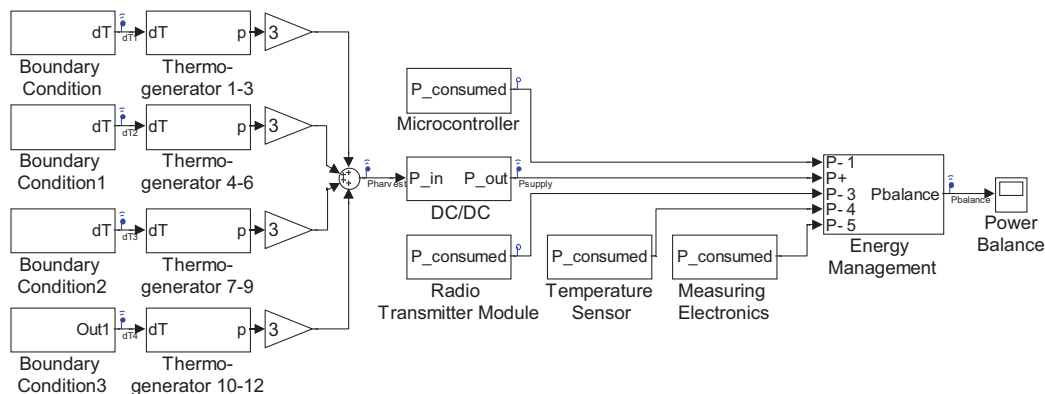 dT
dT1
dT
p
3
Boundary
Condition
Thermo-
generator 1-3
dT
dT2
dT
p
3
Boundary
Condition1
Thermo-
generator 4-6
dT
dT3
dT
p
3
Boundary
Condition2
Thermo-
generator 7-9
Out1
dT4
dT
p
3
Boundary
Condition3
Thermo-
generator 10-12
Pharvest
P_in
P_out
Psupply
DC/DC
P_consumed
Microcontroller
P_consumed
Radio
Transmitter Module
P_consumed
Temperature
Sensor
P_consumed
Measuring
Electronics
P- 1
P+
P- 3
P- 4
P- 5
Pbalance
Pbalance
Energy
Management
Power
Balance